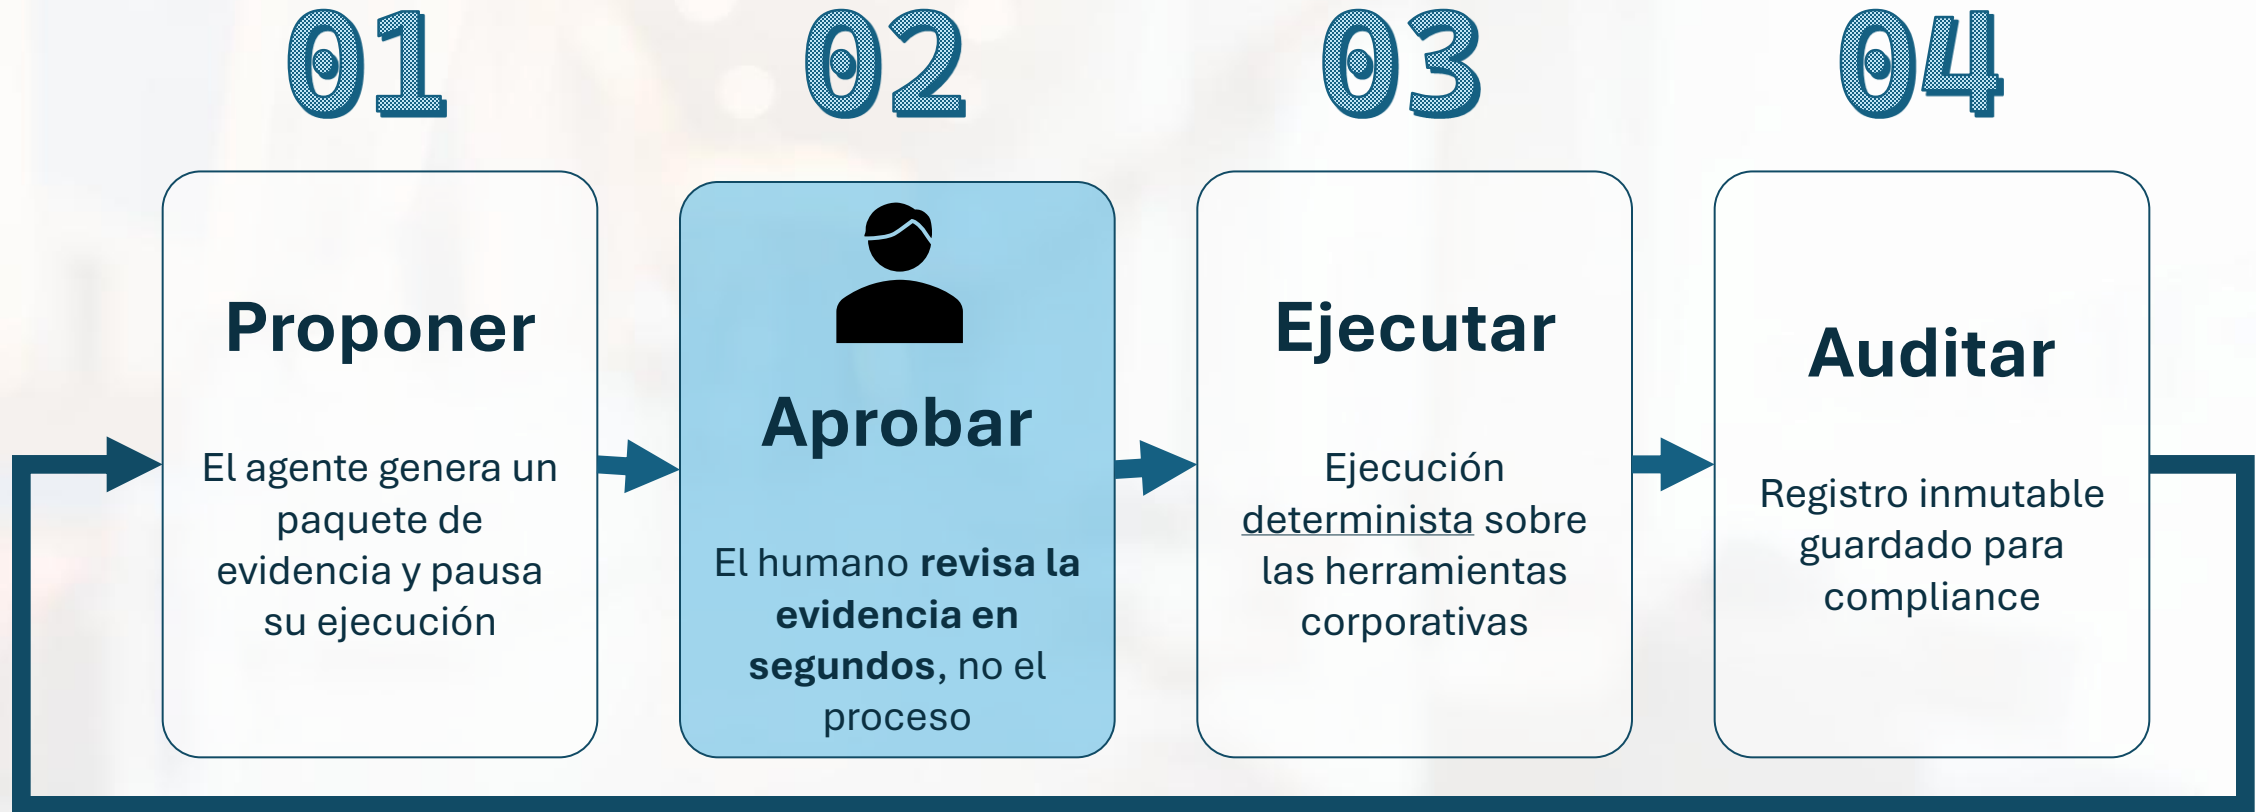 01
02
03
04
Proponer
El agente genera un
paquete de
evidencia y pausa
su ejecución
Aprobar
El humano revisa la
evidencia en
segundos, no el
proceso
Ejecutar
Ejecución
determinista sobre
las herramientas
corporativas
Auditar
Registro inmutable
guardado para
compliance